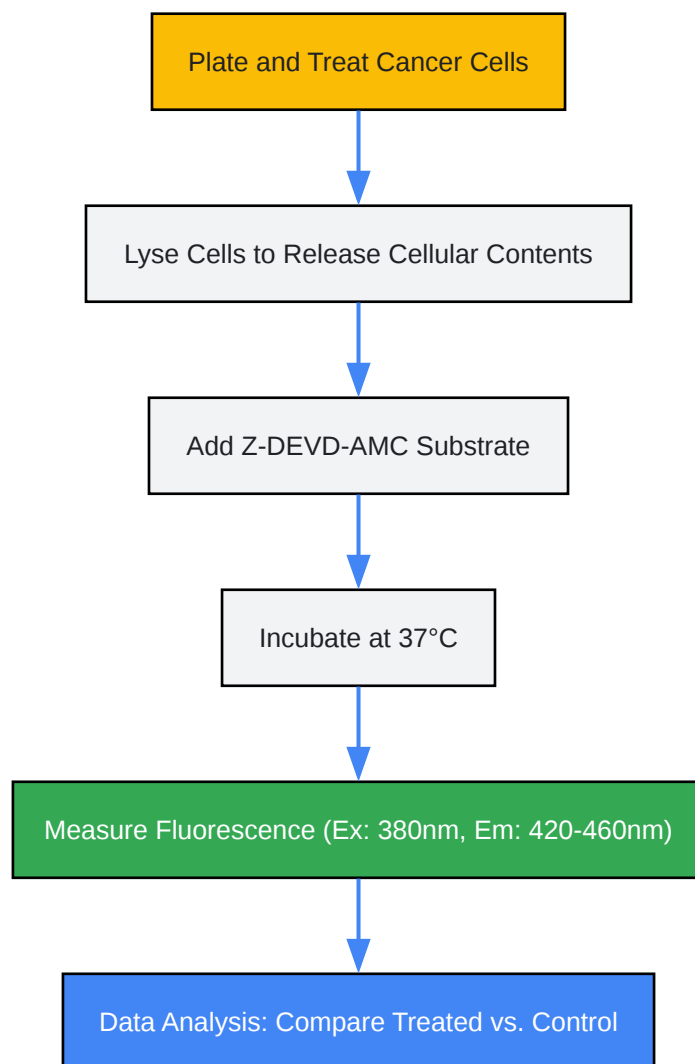 Plate and Treat Cancer Cells
Lyse Cells to Release Cellular Contents
Add Z-DEVD-AMC Substrate
Incubate at 37°C
Measure Fluorescence (Ex: 380nm, Em: 420-460nm)
Data Analysis: Compare Treated vs. Control